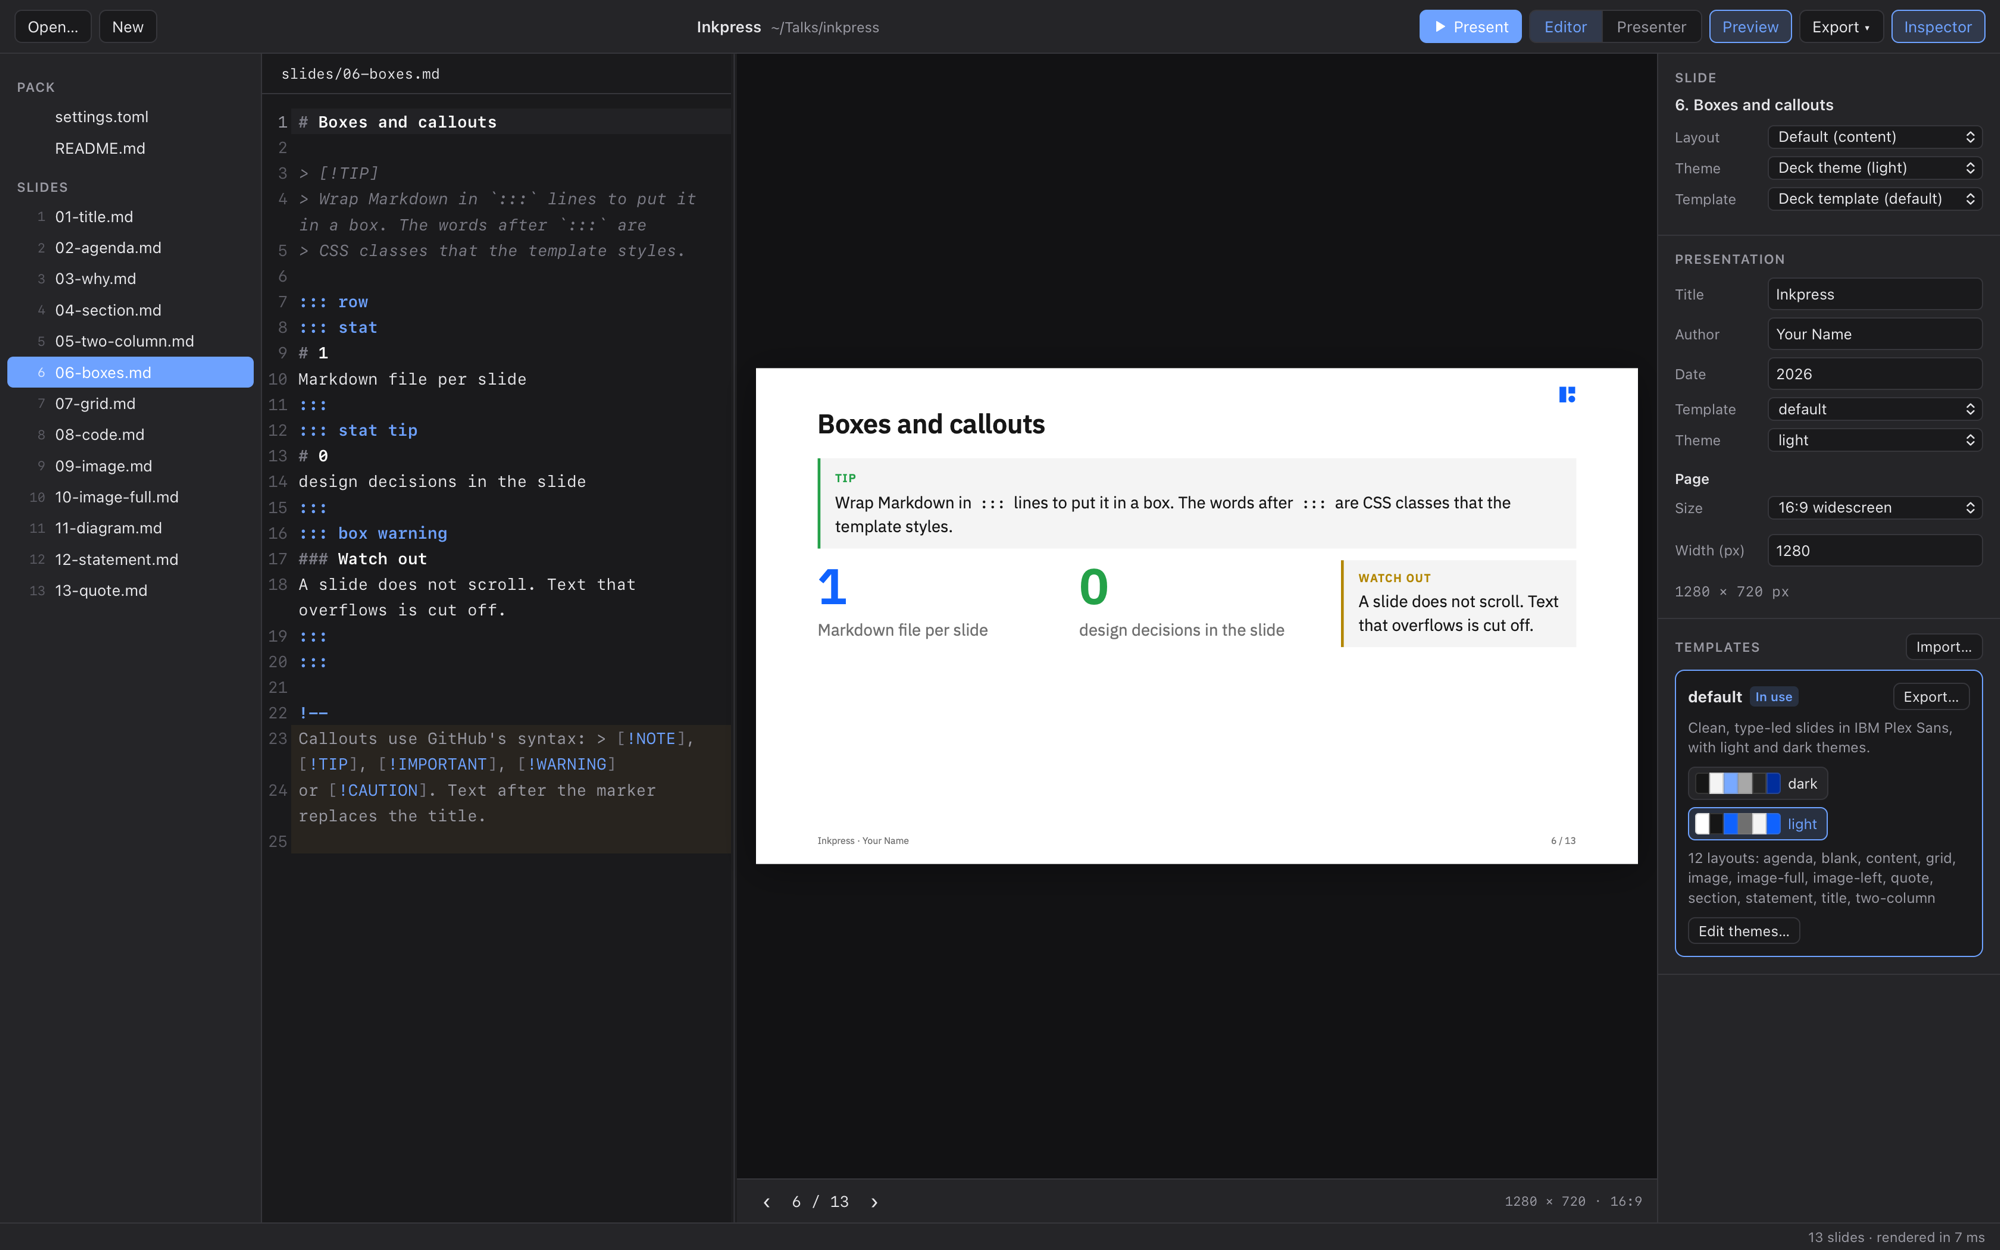 Open...
New
Inkpress ~/Talks/inkpress
Present
Editor
Presenter
Preview
Export
Inspector
PACK
settings.toml
README.md
SLIDES
1 01-title.md
2 02-agenda.md
3 03-why.md
4 04-section.md
5 05-two-column.md
6 06-boxes.md
7 07-grid.md
8 08-code.md
9 09-image.md
10 10-image-full.md
11 11-diagram.md
12 12-statement.md
13 13-quote.md
slides/06-boxes.md
1 # Boxes and callouts
2
3 > [!TIP]
4 > Wrap Markdown in `:::` lines to put it
in a box. The words after `:::` are
5 > CSS classes that the template styles.
6
7 ::: row
8 ::: stat
9 # 1
10 Markdown file per slide
11 :::
12 ::: stat tip
13 # 0
14 design decisions in the slide
15 :::
16 ::: box warning
17 ### Watch out
18 A slide does not scroll. Text that
overflows is cut off.
19 :::
20 :::
21
22 !--
23 Callouts use GitHub's syntax: > [!NOTE],
[!TIP], [!IMPORTANT], [!WARNING]
24 or [!CAUTION]. Text after the marker
replaces the title.
25
Boxes and callouts
TIP
Wrap Markdown in ::: lines to put it in a box. The words after ::: are CSS classes that the
template styles.
1
Markdown file per slide
0
design decisions in the slide
WATCH OUT
A slide does not scroll. Text
that overflows is cut off.
Inkpress · Your Name
6 / 13
‹ 6 / 13 ›
1280 × 720 · 16:9
SLIDE
6. Boxes and callouts
Layout Default (content)
Theme Deck theme (light)
Template Deck template (default)
PRESENTATION
Title Inkpress
Author Your Name
Date 2026
Template default
Theme light
Page
Size 16:9 widescreen
Width (px) 1280
1280 × 720 px
TEMPLATES
Import...
default In use
Export...
Clean, type-led slides in IBM Plex Sans,
with light and dark themes.
dark
light
12 layouts: agenda, blank, content, grid,
image, image-full, image-left, quote,
section, statement, title, two-column
Edit themes...
13 slides · rendered in 7 ms